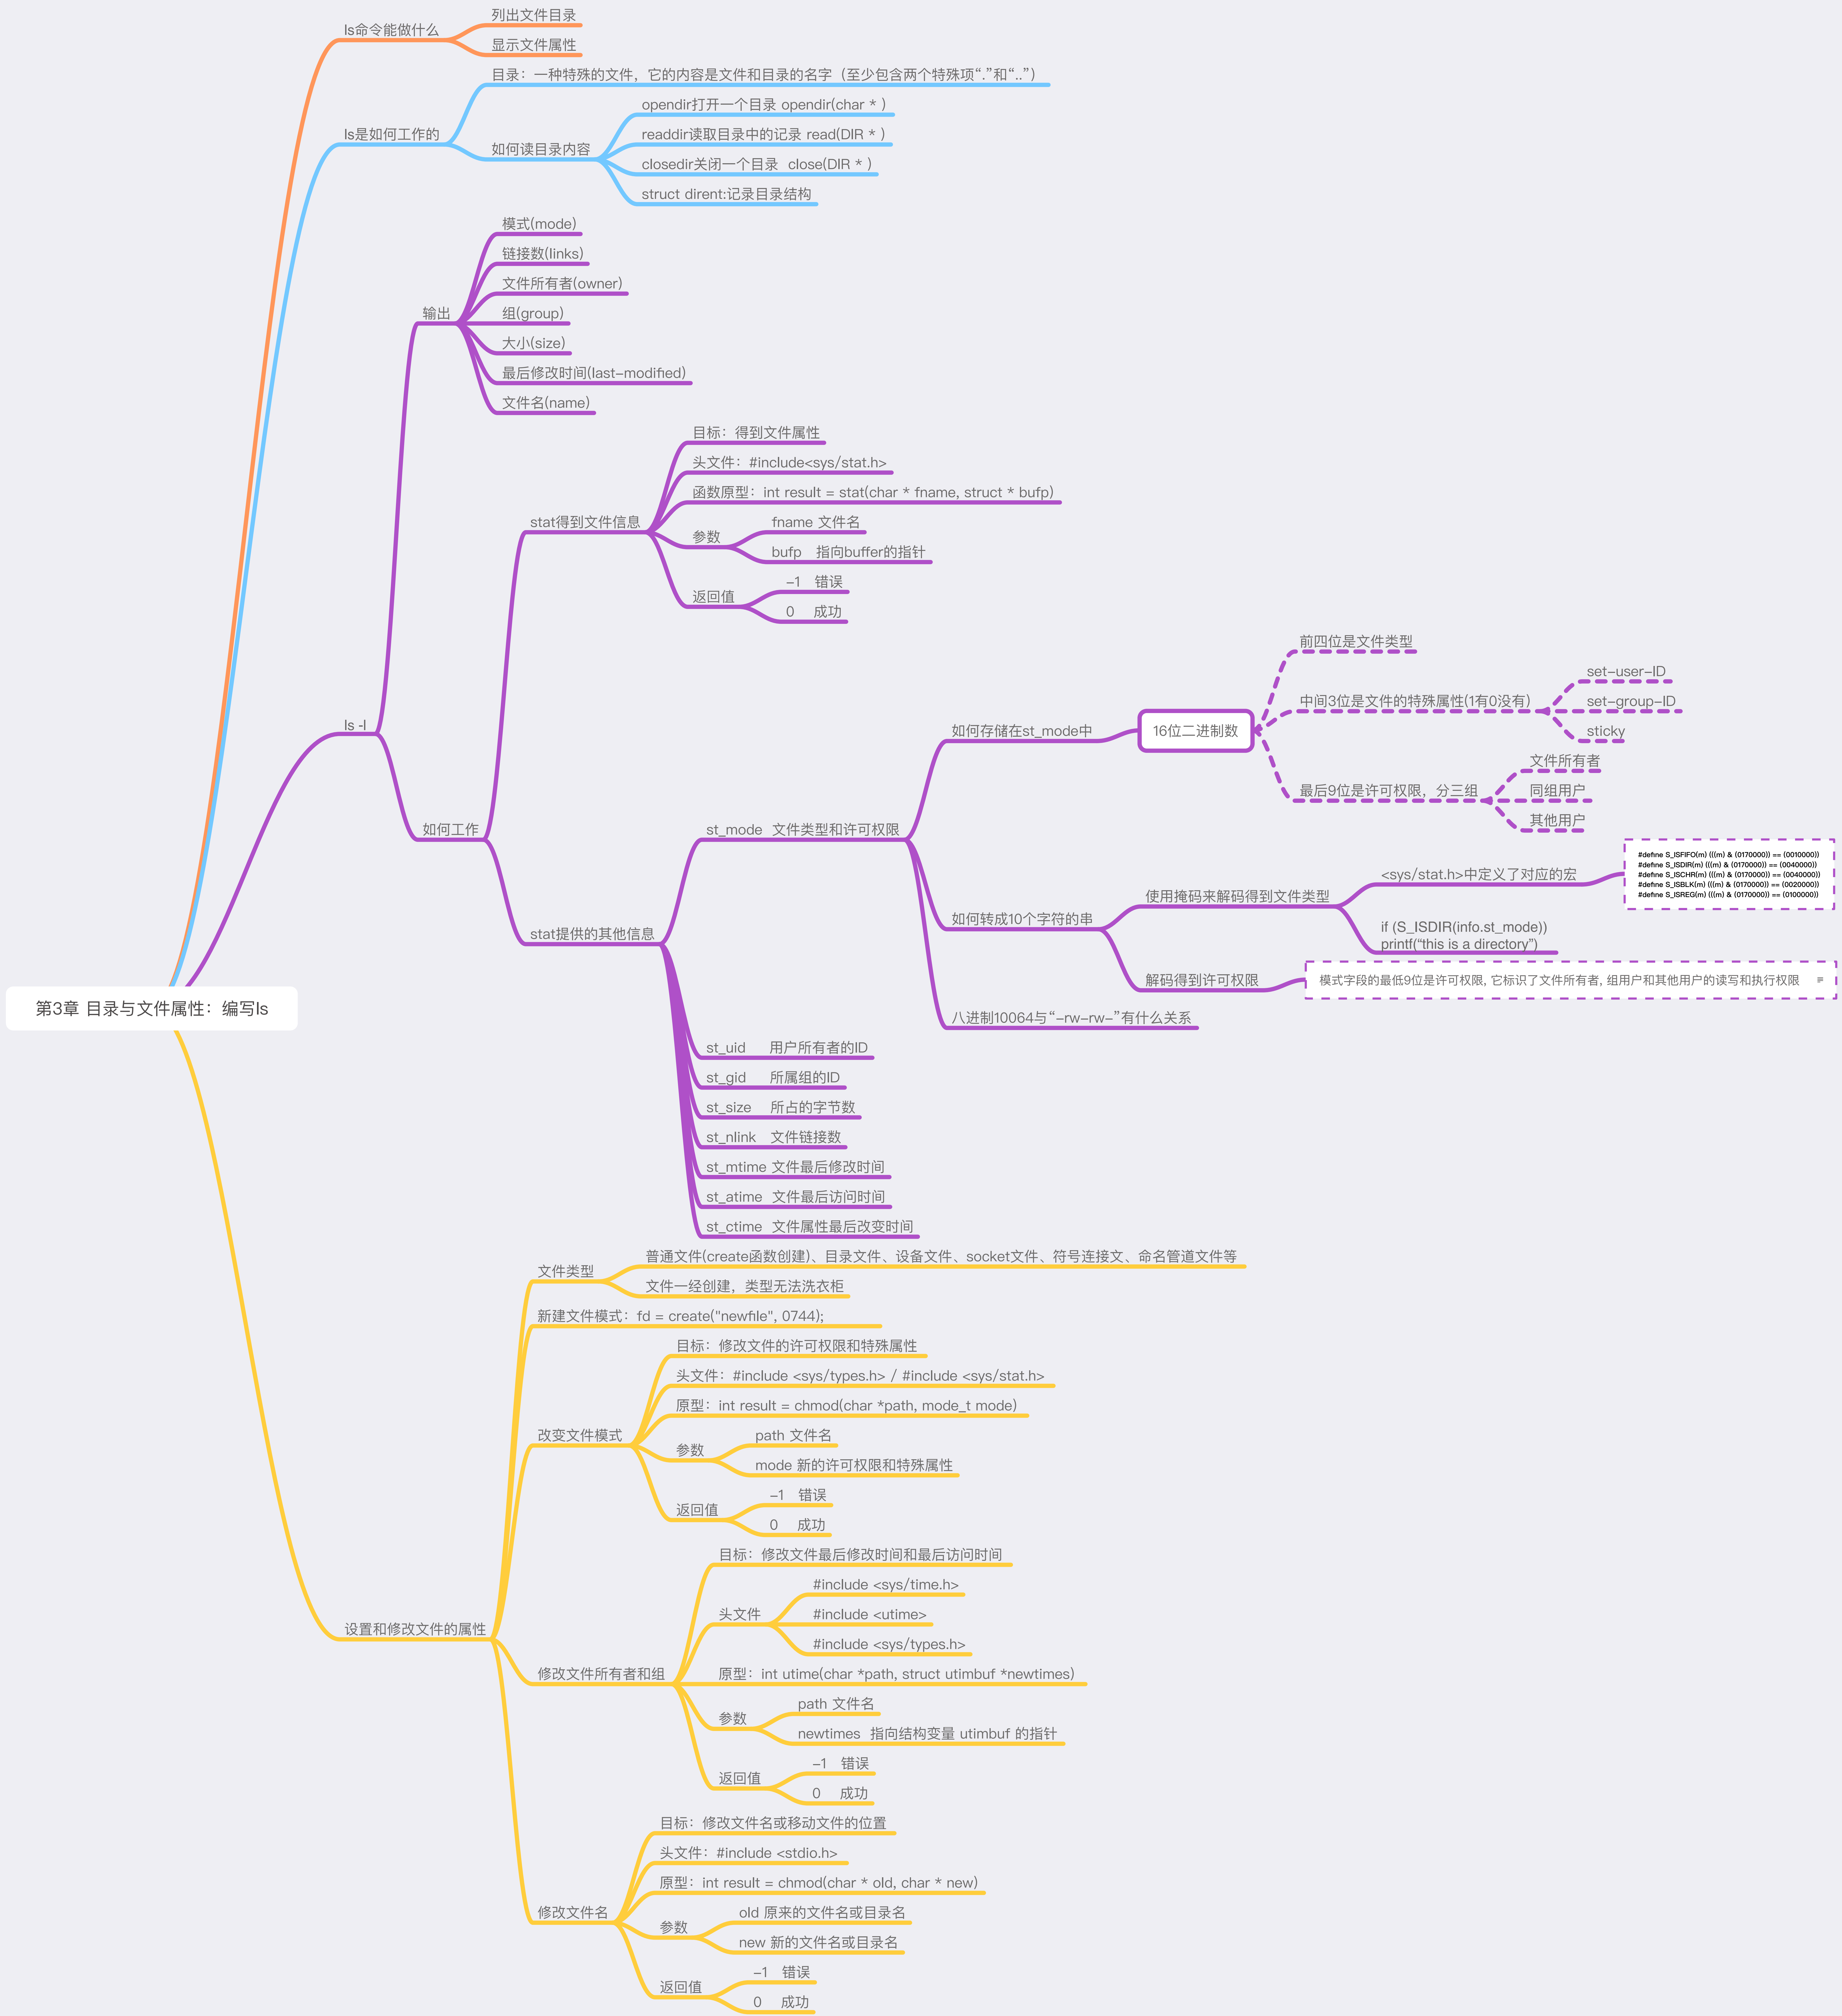 第3章 目录与文件属性：编写ls
ls命令能做什么
列出文件目录
显示文件属性
ls是如何工作的
目录：一种特殊的文件，它的内容是文件和目录的名字（至少包含两个特殊项“.”和“..”）
如何读目录内容
opendir打开一个目录 opendir(char * )
readdir读取目录中的记录 read(DIR * )
closedir关闭一个目录 close(DIR * )
struct dirent:记录目录结构
ls -l
输出
模式(mode)
链接数(links)
文件所有者(owner)
组(group)
大小(size)
最后修改时间(last-modified)
文件名(name)
如何工作
stat得到文件信息
目标：得到文件属性
头文件：#include<sys/stat.h>
函数原型：int result = stat(char * fname, struct * bufp)
参数
fname 文件名
bufp 指向buffer的指针
返回值
-1 错误
0 成功
stat提供的其他信息
st_mode 文件类型和许可权限
如何存储在st_mode中
16位二进制数
前四位是文件类型
中间3位是文件的特殊属性(1有0没有)
set-user-ID
set-group-ID
sticky
最后9位是许可权限，分三组
文件所有者
同组用户
其他用户
如何转成10个字符的串
使用掩码来解码得到文件类型
<sys/stat.h>中定义了对应的宏
#define S_ISFIFO(m) (((m) & (0170000)) == (0010000))
#define S_ISDIR(m) (((m) & (0170000)) == (0040000))
#define S_ISCHR(m) (((m) & (0170000)) == (0040000))
#define S_ISBLK(m) (((m) & (0170000)) == (0020000))
#define S_ISREG(m) (((m) & (0170000)) == (0100000))
if (S_ISDIR(info.st_mode))
printf(“this is a directory”)
解码得到许可权限
模式字段的最低9位是许可权限, 它标识了文件所有者, 组用户和其他用户的读写和执行权限
八进制10064与“-rw-rw-”有什么关系
st_uid 用户所有者的ID
st_gid 所属组的ID
st_size 所占的字节数
st_nlink 文件链接数
st_mtime 文件最后修改时间
st_atime 文件最后访问时间
st_ctime 文件属性最后改变时间
设置和修改文件的属性
文件类型
普通文件(create函数创建)、目录文件、设备文件、socket文件、符号连接文、命名管道文件等
文件一经创建，类型无法洗衣柜
新建文件模式：fd = create("newfile", 0744);
改变文件模式
目标：修改文件的许可权限和特殊属性
头文件：#include <sys/types.h> / #include <sys/stat.h>
原型：int result = chmod(char *path, mode_t mode)
参数
path 文件名
mode 新的许可权限和特殊属性
返回值
-1 错误
0 成功
修改文件所有者和组
目标：修改文件最后修改时间和最后访问时间
头文件
#include <sys/time.h>
#include <utime>
#include <sys/types.h>
原型：int utime(char *path, struct utimbuf *newtimes)
参数
path 文件名
newtimes 指向结构变量 utimbuf 的指针
返回值
-1 错误
0 成功
修改文件名
目标：修改文件名或移动文件的位置
头文件：#include <stdio.h>
原型：int result = chmod(char * old, char * new)
参数
old 原来的文件名或目录名
new 新的文件名或目录名
返回值
-1 错误
0 成功